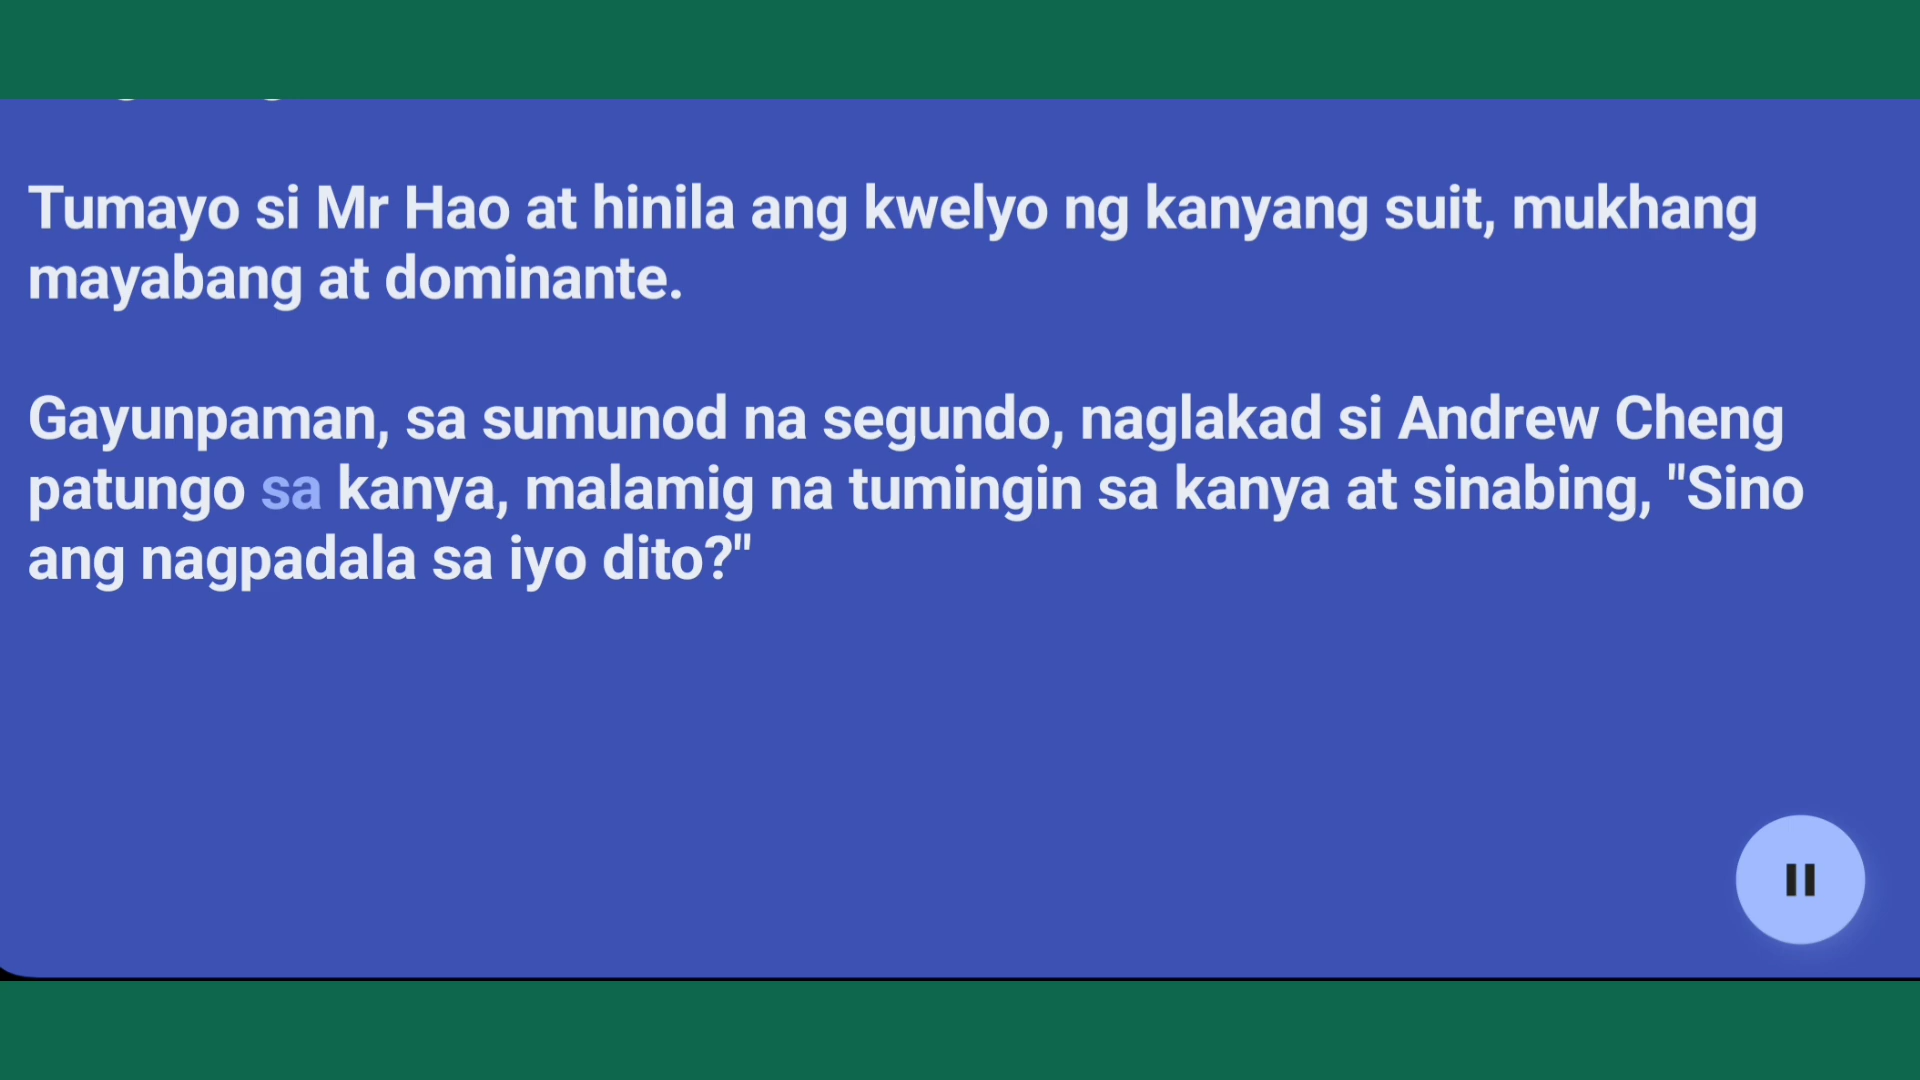 Tumayo si Mr Hao at hinila ang kwelyo ng kanyang suit, mukhang
mayabang at dominante.
Gayunpaman, sa sumunod na segundo, naglakad si Andrew Cheng
patungo sa kanya, malamig na tumingin sa kanya at sinabing, "Sino
ang nagpadala sa iyo dito?"